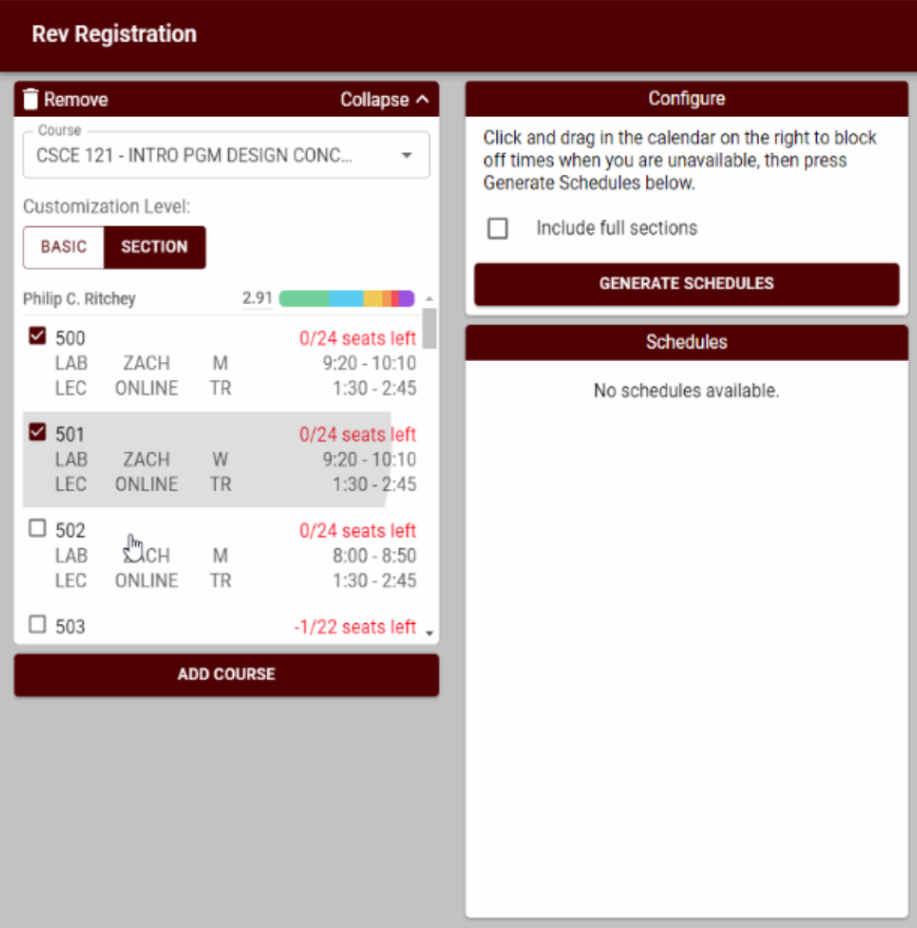 Rev Registration
Remove
Collapse
Course
CSCE 121 - INTRO PGM DESIGN CONC...
Customization Level:
BASIC SECTION
Philip C. Ritchey 2.91
500 0/24 seats left
LAB ZACH M 9:20 - 10:10
LEC ONLINE TR 1:30 - 2:45
501 0/24 seats left
LAB ZACH W 9:20 - 10:10
LEC ONLINE TR 1:30 - 2:45
502 0/24 seats left
LAB ZACH M 8:00 - 8:50
LEC ONLINE TR 1:30 - 2:45
503 -1/22 seats left
ADD COURSE
Configure
Click and drag in the calendar on the right to block
off times when you are unavailable, then press
Generate Schedules below.
Include full sections
GENERATE SCHEDULES
Schedules
No schedules available.